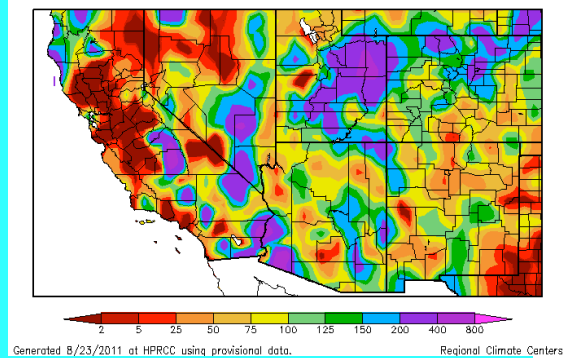 2 5 25 50 75 100 125 150 200 400 800
Generated 8/23/2011 at HPRCC using provisional data. Regional Climate Centers